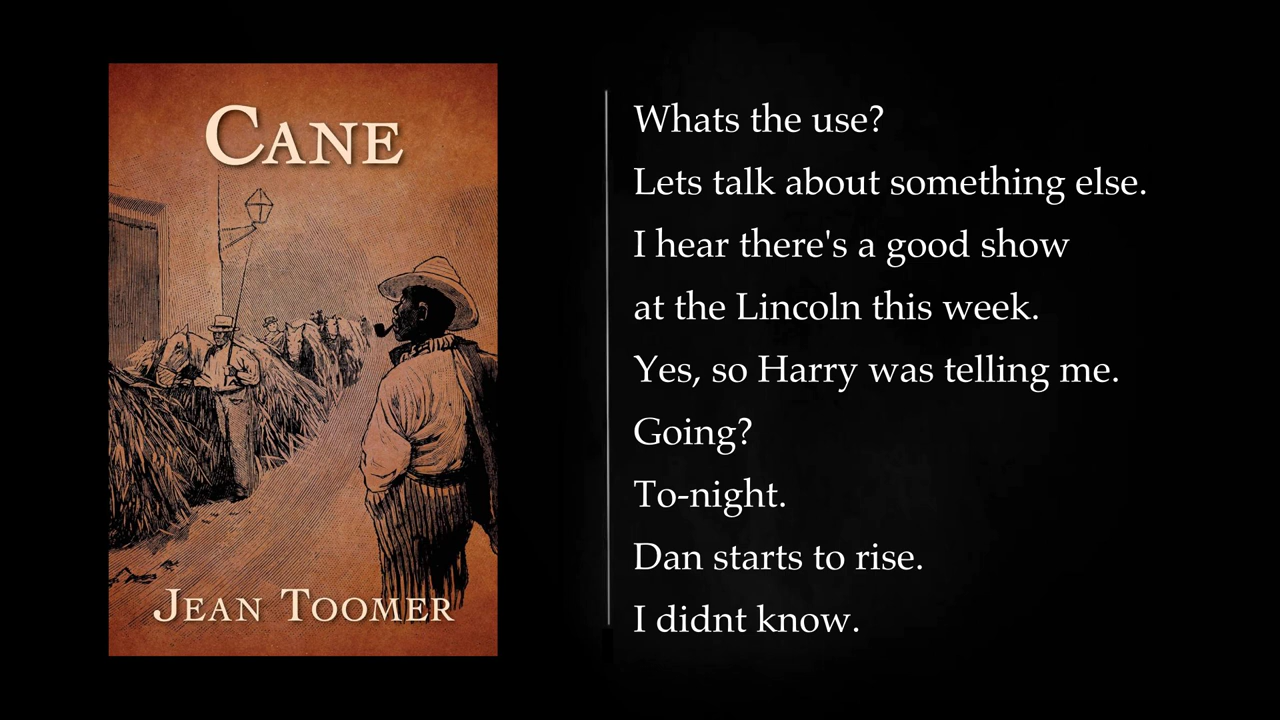 CANE
JEAN TOOMER
Whats the use?
Lets talk about something else.
I hear there's a good show
at the Lincoln this week.
Yes, so Harry was telling me.
Going?
To-night.
Dan starts to rise.
I didnt know.